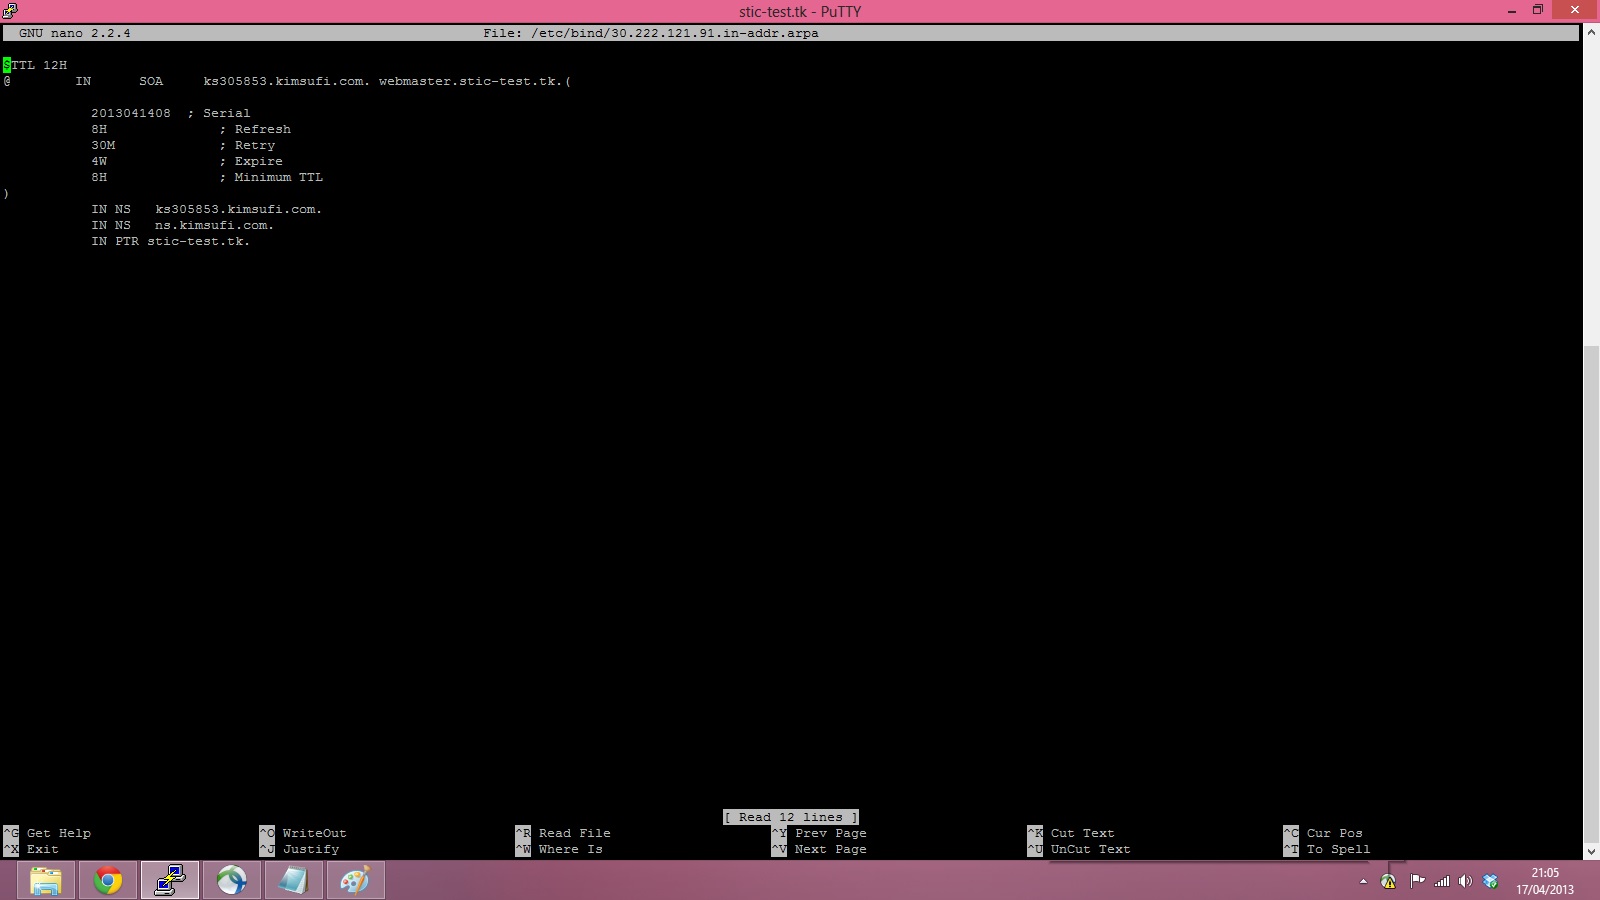 stic-test.tk - PuTTY
GNU nano 2.2.4 File: /etc/bind/30.222.121.91.in-addr.arpa
$TTL 12H
@ IN SOA ks305853.kimsufi.com. webmaster.stic-test.tk.(
2013041408 ; Serial
8H ; Refresh
30M ; Retry
4W ; Expire
8H ; Minimum TTL
)
IN NS ks305853.kimsufi.com.
IN NS ns.kimsufi.com.
IN PTR stic-test.tk.
[ Read 12 lines ]
^G Get Help ^O WriteOut ^R Read File ^Y Prev Page ^K Cut Text ^C Cur Pos
^X Exit ^J Justify ^W Where Is ^V Next Page ^U UnCut Text ^T To Spell
21:05
17/04/2013